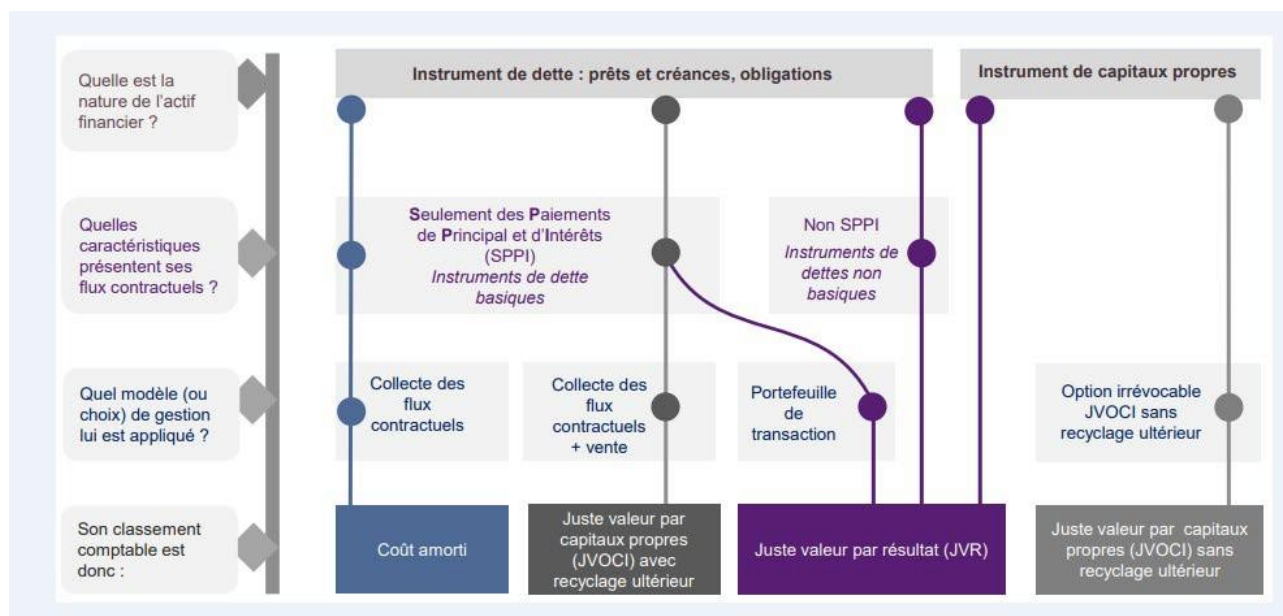 Quelle est la
nature de l'actif
financier ?
Instrument de dette : prêts et créances, obligations
Instrument de capitaux propres
Quelles
caractéristiques
présentent ses
flux contractuels ?
Seulement des Paiements
de Principal et d'Intérêts
(SPPI)
Instruments de dette
basiques
Non SPPI
Instruments de
dettes non
basiques
Quel modèle (ou
choix) de gestion
lui est appliqué ?
Collecte des
flux
contractuels
Collecte des
flux
contractuels
+ vente
Portefeuille
de
transaction
Option irrévocable
JVOCI sans
recyclage ultérieur
Son classement
comptable est
donc :
Coût amorti
Juste valeur par
capitaux propres
(JVOCI) avec
recyclage ultérieur
Juste valeur par résultat (JVR)
Juste valeur par capitaux
propres (JVOCI) sans
recyclage ultérieur